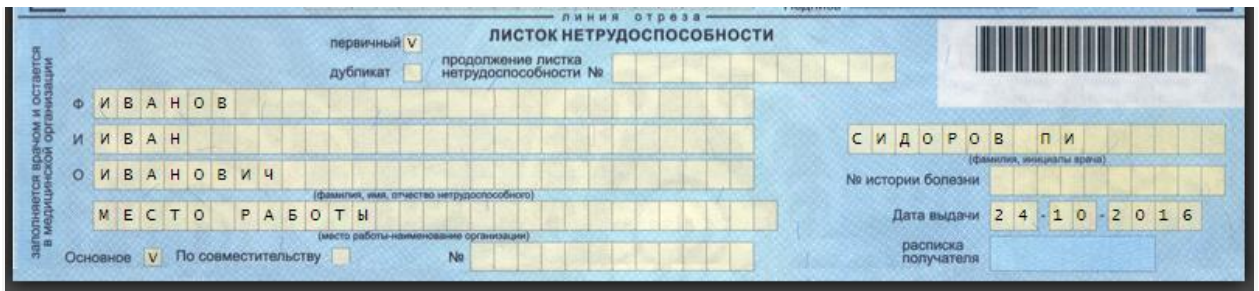 линия отреза
ЛИСТОК НЕТРУДОСПОСОБНОСТИ
первичный V
дубликат
продолжение листка
нетрудоспособности №
заполняется врачом и остается
в медицинской организации
Ф ИВАНОВ
И ИВАН
СИДОРОВ ПИ
(фамилия, инициалы врача)
О ИВАНОВИЧ
(фамилия, имя, отчество нетрудоспособного)
№ истории болезни
МЕСТО РАБОТЫ
(место работы-наименование организации)
Дата выдачи 24-10-2016
Основное V По совместительству №
расписка
получателя